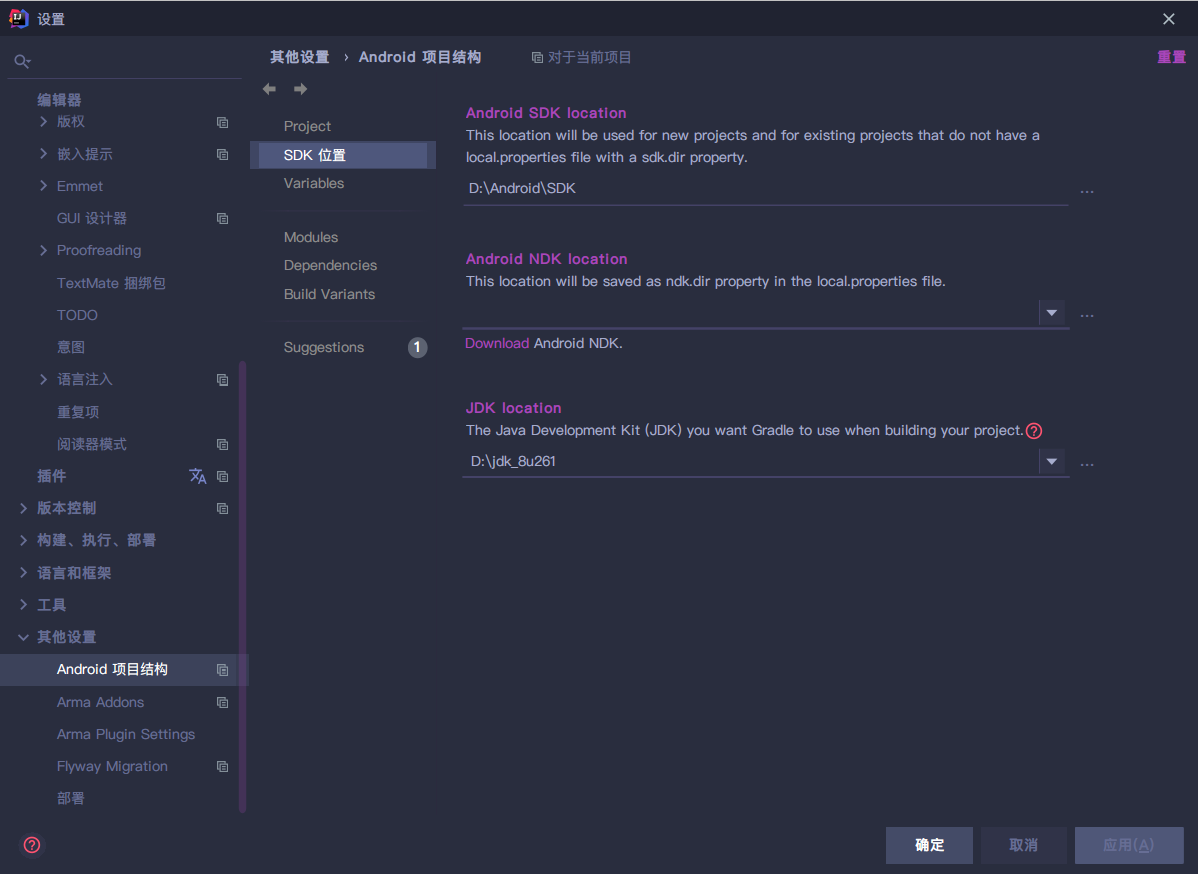 设置
编辑器
版权
嵌入提示
Emmet
GUI 设计器
Proofreading
TextMate 捆绑包
TODO
意图
语言注入
重复项
阅读器模式
插件
版本控制
构建、执行、部署
语言和框架
工具
其他设置
Android 项目结构
Arma Addons
Arma Plugin Settings
Flyway Migration
部署
其他设置 › Android 项目结构 对于当前项目 重置
Project
SDK 位置
Variables
Modules
Dependencies
Build Variants
Suggestions 1
Android SDK location
This location will be used for new projects and for existing projects that do not have a
local.properties file with a sdk.dir property.
D:\Android\SDK ...
Android NDK location
This location will be saved as ndk.dir property in the local.properties file.
...
Download Android NDK.
JDK location
The Java Development Kit (JDK) you want Gradle to use when building your project. ?
D:\jdk_8u261 ...
? 确定 取消 应用(A)